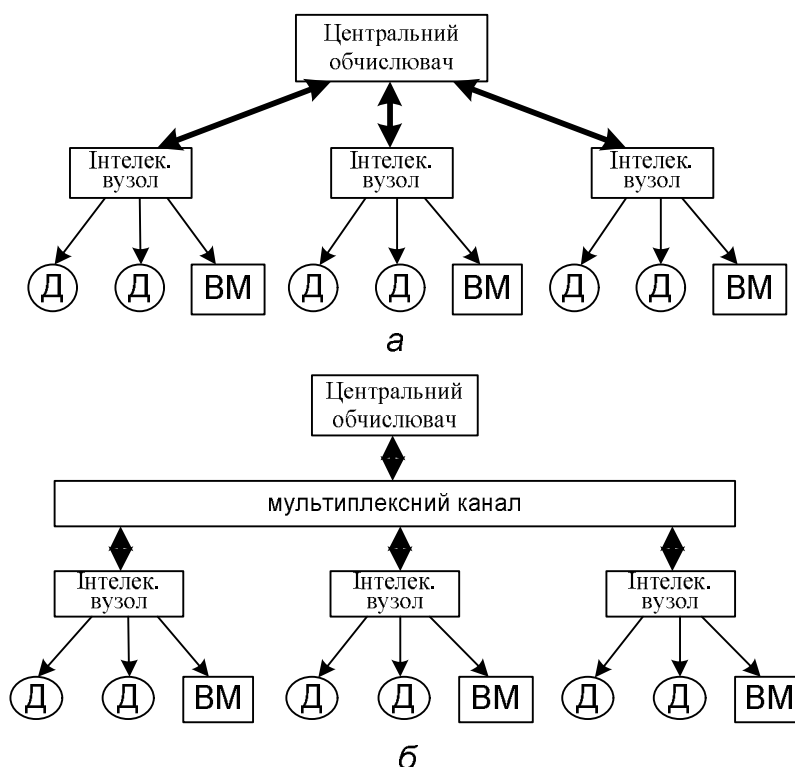 Центральний
обчислювач
Інтелек.
вузол
Інтелек.
вузол
Інтелек.
вузол
Д Д ВМ Д Д ВМ Д Д ВМ
а
Центральний
обчислювач
мультиплексний канал
Інтелек.
вузол
Інтелек.
вузол
Інтелек.
вузол
Д Д ВМ Д Д ВМ Д Д ВМ
б